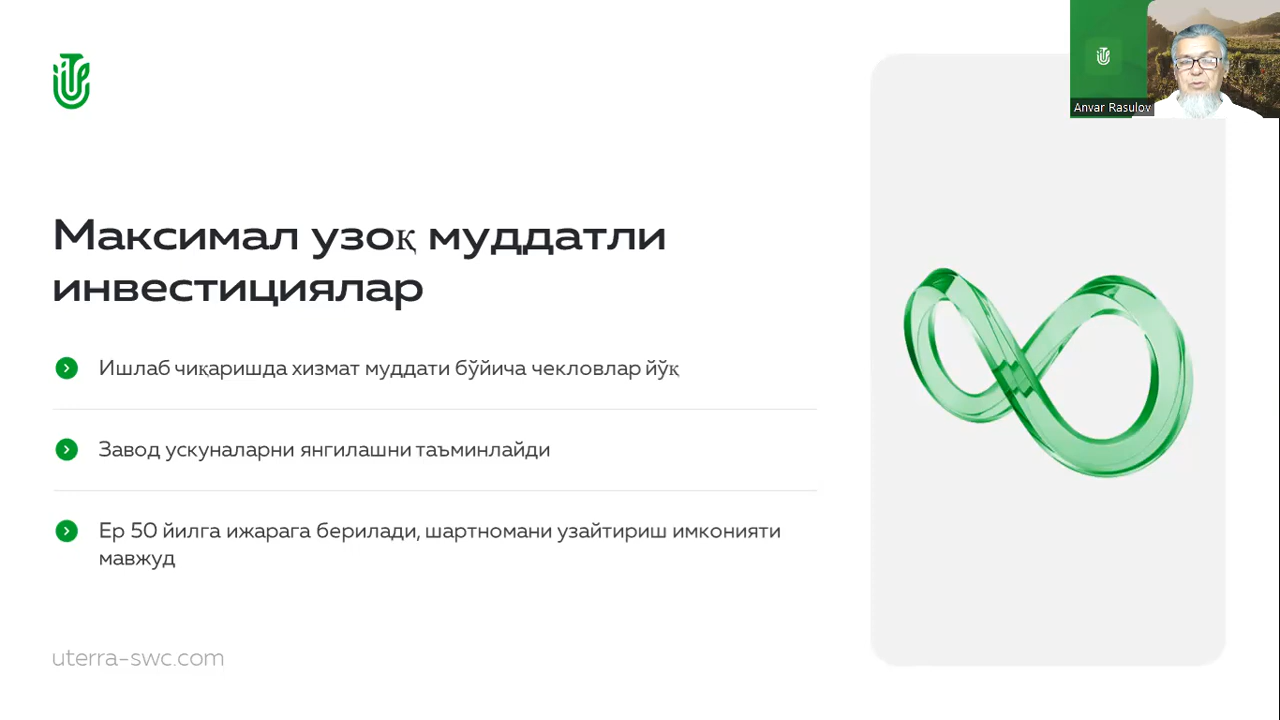 Anvar Rasulov
Максимал узоқ муддатли
инвестициялар
Ишлаб чиқаришда хизмат муддати бўйича чекловлар йўқ
Завод ускуналарни янгилашни таъминлайди
Ер 50 йилга ижарага берилади, шартномани узайтириш имконияти
мавжуд
uterra-swc.com